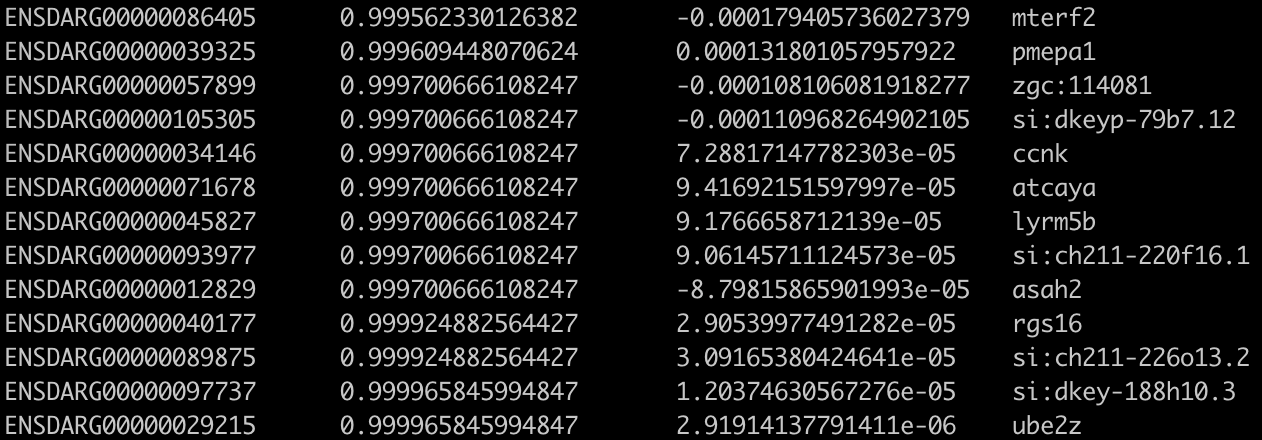 ENSDARG00000086405 0.999562330126382 -0.000179405736027379 mterf2
ENSDARG00000039325 0.999609448070624 0.000131801057957922 pmepa1
ENSDARG00000057899 0.999700666108247 -0.000108106081918277 zgc:114081
ENSDARG00000105305 0.999700666108247 -0.000110968264902105 si:dkeyp-79b7.12
ENSDARG00000034146 0.999700666108247 7.28817147782303e-05 ccnk
ENSDARG00000071678 0.999700666108247 9.41692151597997e-05 atcaya
ENSDARG00000045827 0.999700666108247 9.1766658712139e-05 lyrm5b
ENSDARG00000093977 0.999700666108247 9.06145711124573e-05 si:ch211-220f16.1
ENSDARG00000012829 0.999700666108247 -8.79815865901993e-05 asah2
ENSDARG00000040177 0.999924882564427 2.90539977491282e-05 rgs16
ENSDARG00000089875 0.999924882564427 3.09165380424641e-05 si:ch211-226o13.2
ENSDARG00000097737 0.999965845994847 1.20374630567276e-05 si:dkey-188h10.3
ENSDARG00000029215 0.999965845994847 2.91914137791411e-06 ube2z